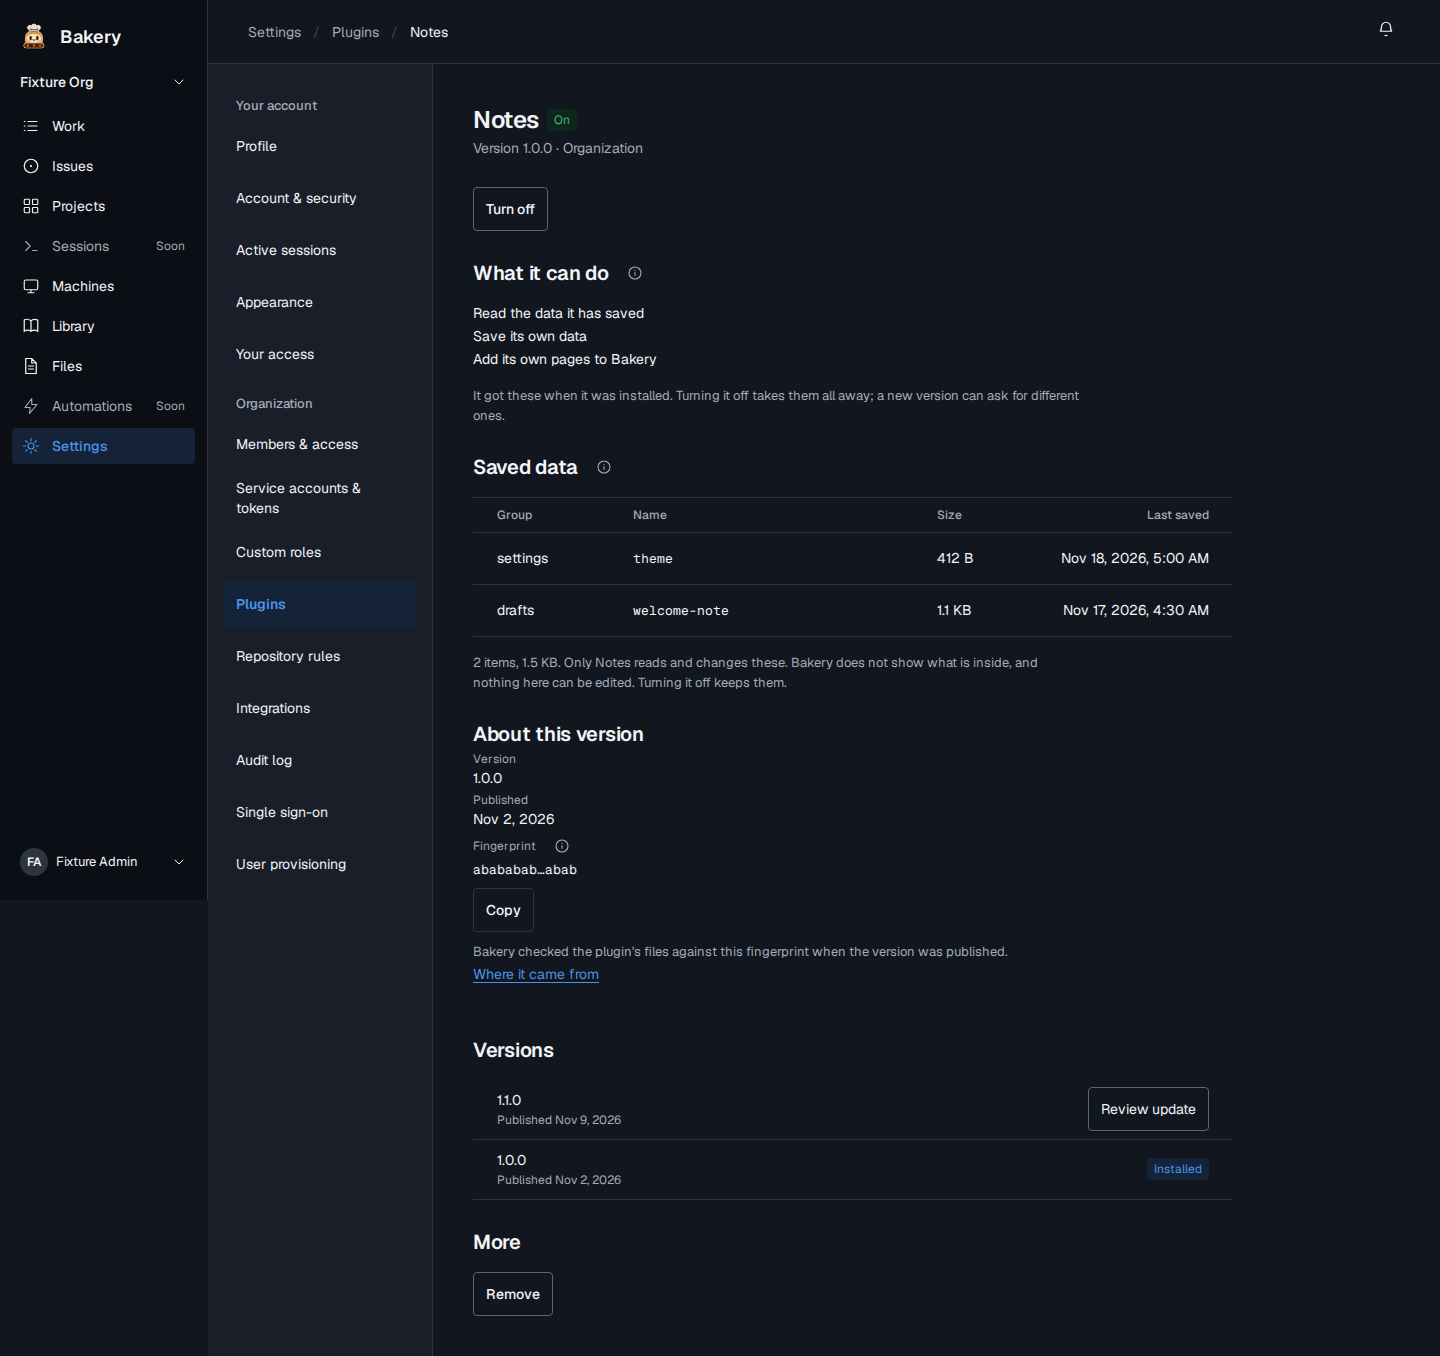 Bakery
Fixture Org
Work
Issues
Projects
Sessions Soon
Machines
Library
Files
Automations Soon
Settings
FA Fixture Admin
Settings / Plugins / Notes
Your account
Profile
Account & security
Active sessions
Appearance
Your access
Organization
Members & access
Service accounts &
tokens
Custom roles
Plugins
Repository rules
Integrations
Audit log
Single sign-on
User provisioning
Notes On
Version 1.0.0 · Organization
Turn off
What it can do
Read the data it has saved
Save its own data
Add its own pages to Bakery
It got these when it was installed. Turning it off takes them all away; a new version can ask for different
ones.
Saved data
Group Name Size Last saved
settings theme 412 B Nov 18, 2026, 5:00 AM
drafts welcome-note 1.1 KB Nov 17, 2026, 4:30 AM
2 items, 1.5 KB. Only Notes reads and changes these. Bakery does not show what is inside, and
nothing here can be edited. Turning it off keeps them.
About this version
Version
1.0.0
Published
Nov 2, 2026
Fingerprint
abababab…abab
Copy
Bakery checked the plugin's files against this fingerprint when the version was published.
Where it came from
Versions
1.1.0
Published Nov 9, 2026
Review update
1.0.0
Published Nov 2, 2026
Installed
More
Remove